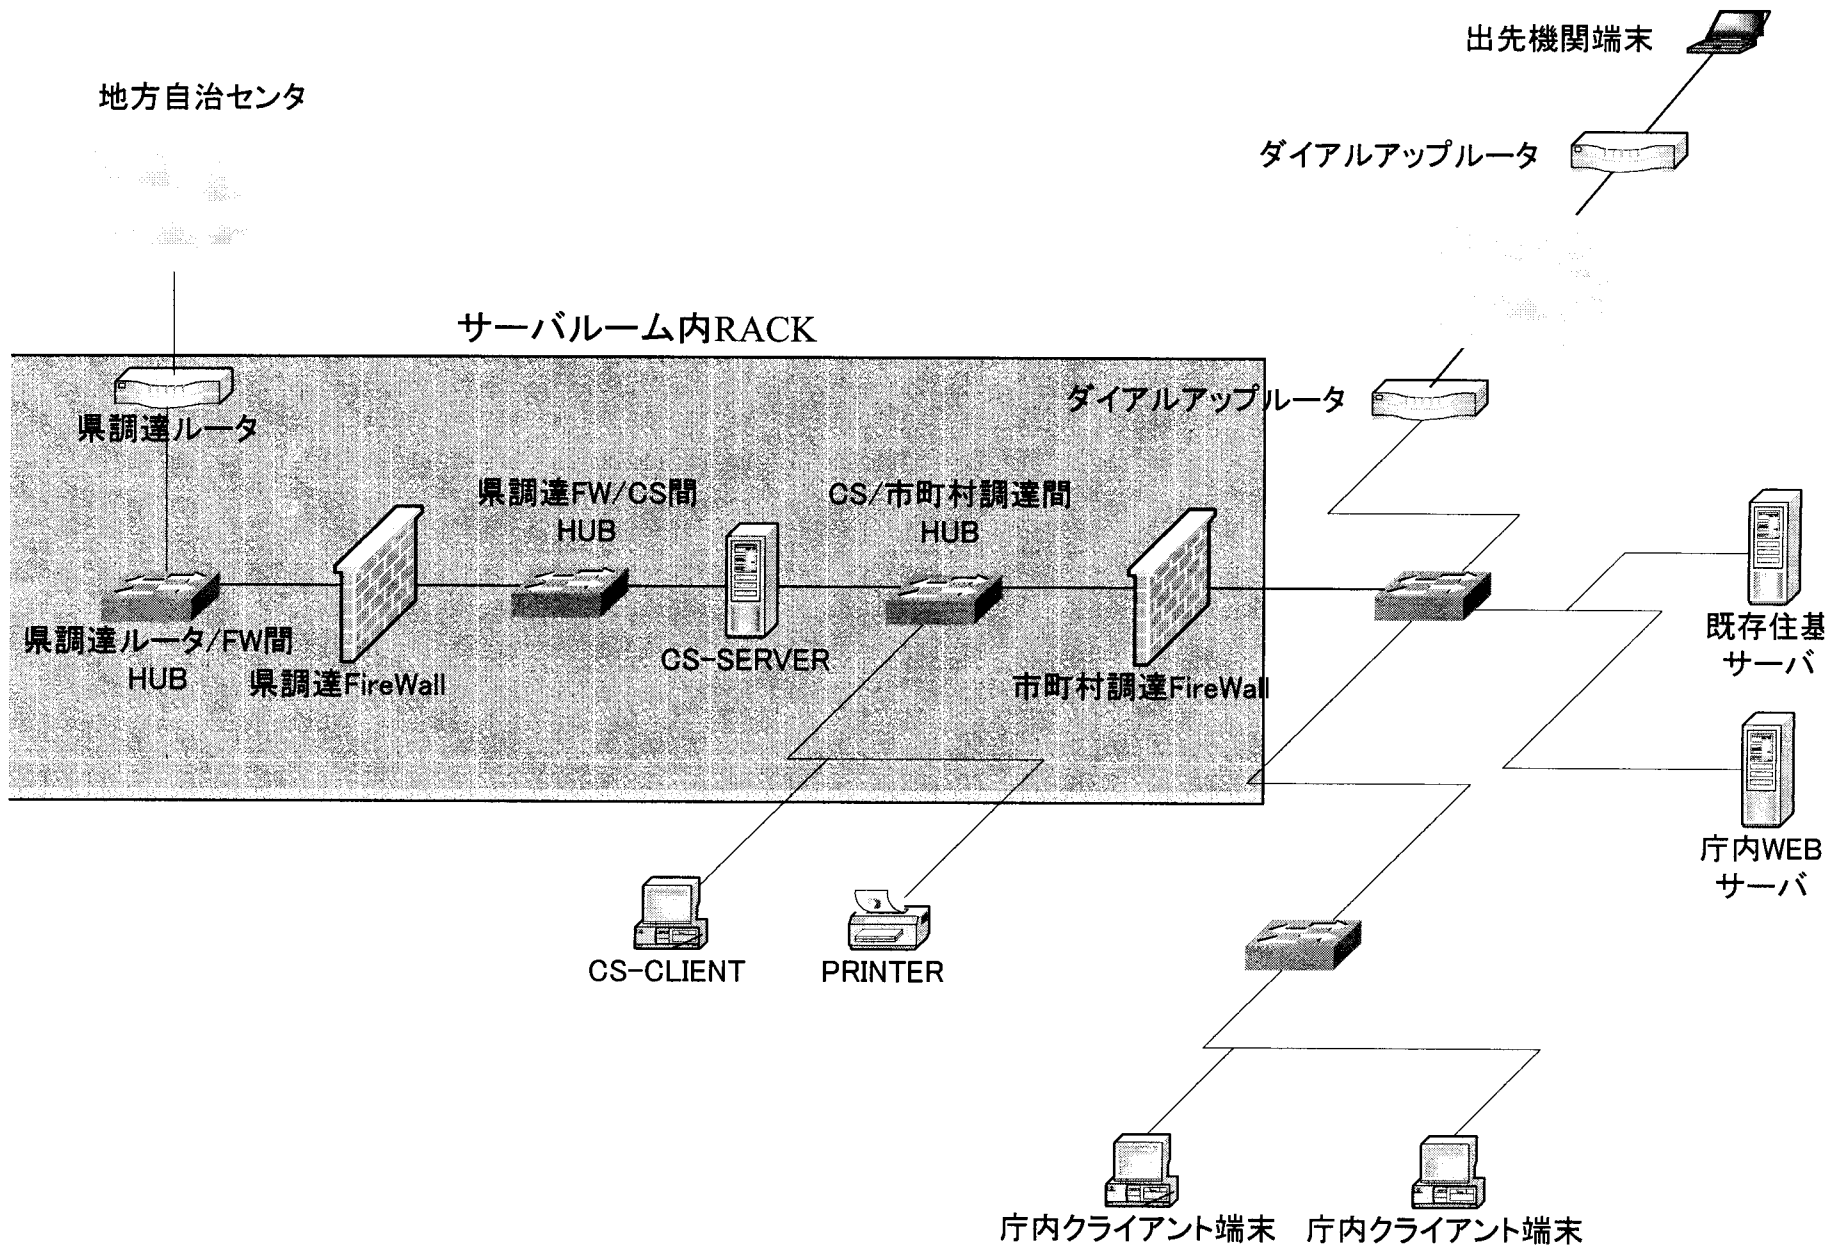 出先機関端末
地方自治センタ
ダイアルアップルータ
サーバルーム内RACK
ダイアルアップルータ
県調達ルータ
県調達FW/CS間
HUB
CS/市町村調達間
HUB
県調達ルータ/FW間
HUB
県調達FireWall
CS-SERVER
市町村調達FireWall
既存住基
サーバ
庁内WEB
サーバ
CS-CLIENT
PRINTER
庁内クライアント端末
庁内クライアント端末